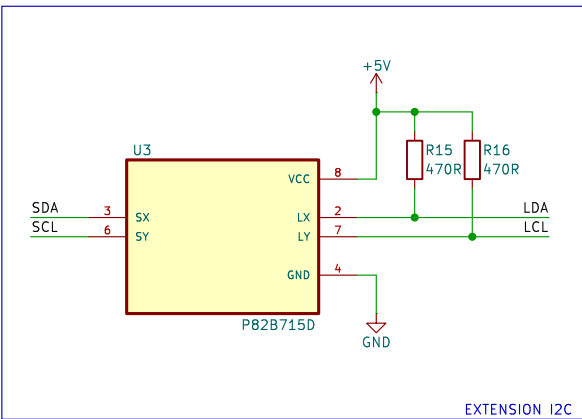 +5V
U3
R15
R16
470R
470R
VCC
8
SDA
3
SX
LX
2
LDA
SCL
6
SY
LY
7
LCL
GND
4
P82B715D
GND
EXTENSION I2C